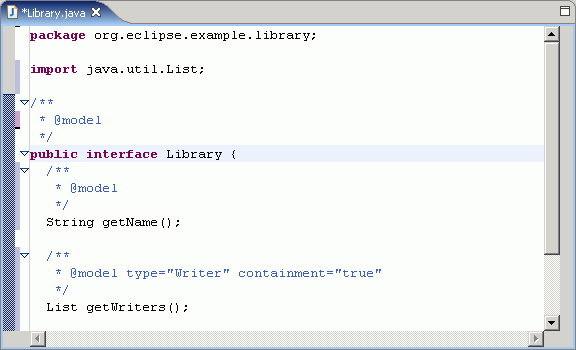 *Library.java
package org.eclipse.example.library;
import java.util.List;
/**
* @model
*/
public interface Library {
/**
* @model
*/
String getName();
/**
* @model type="Writer" containment="true"
*/
List getWriters();